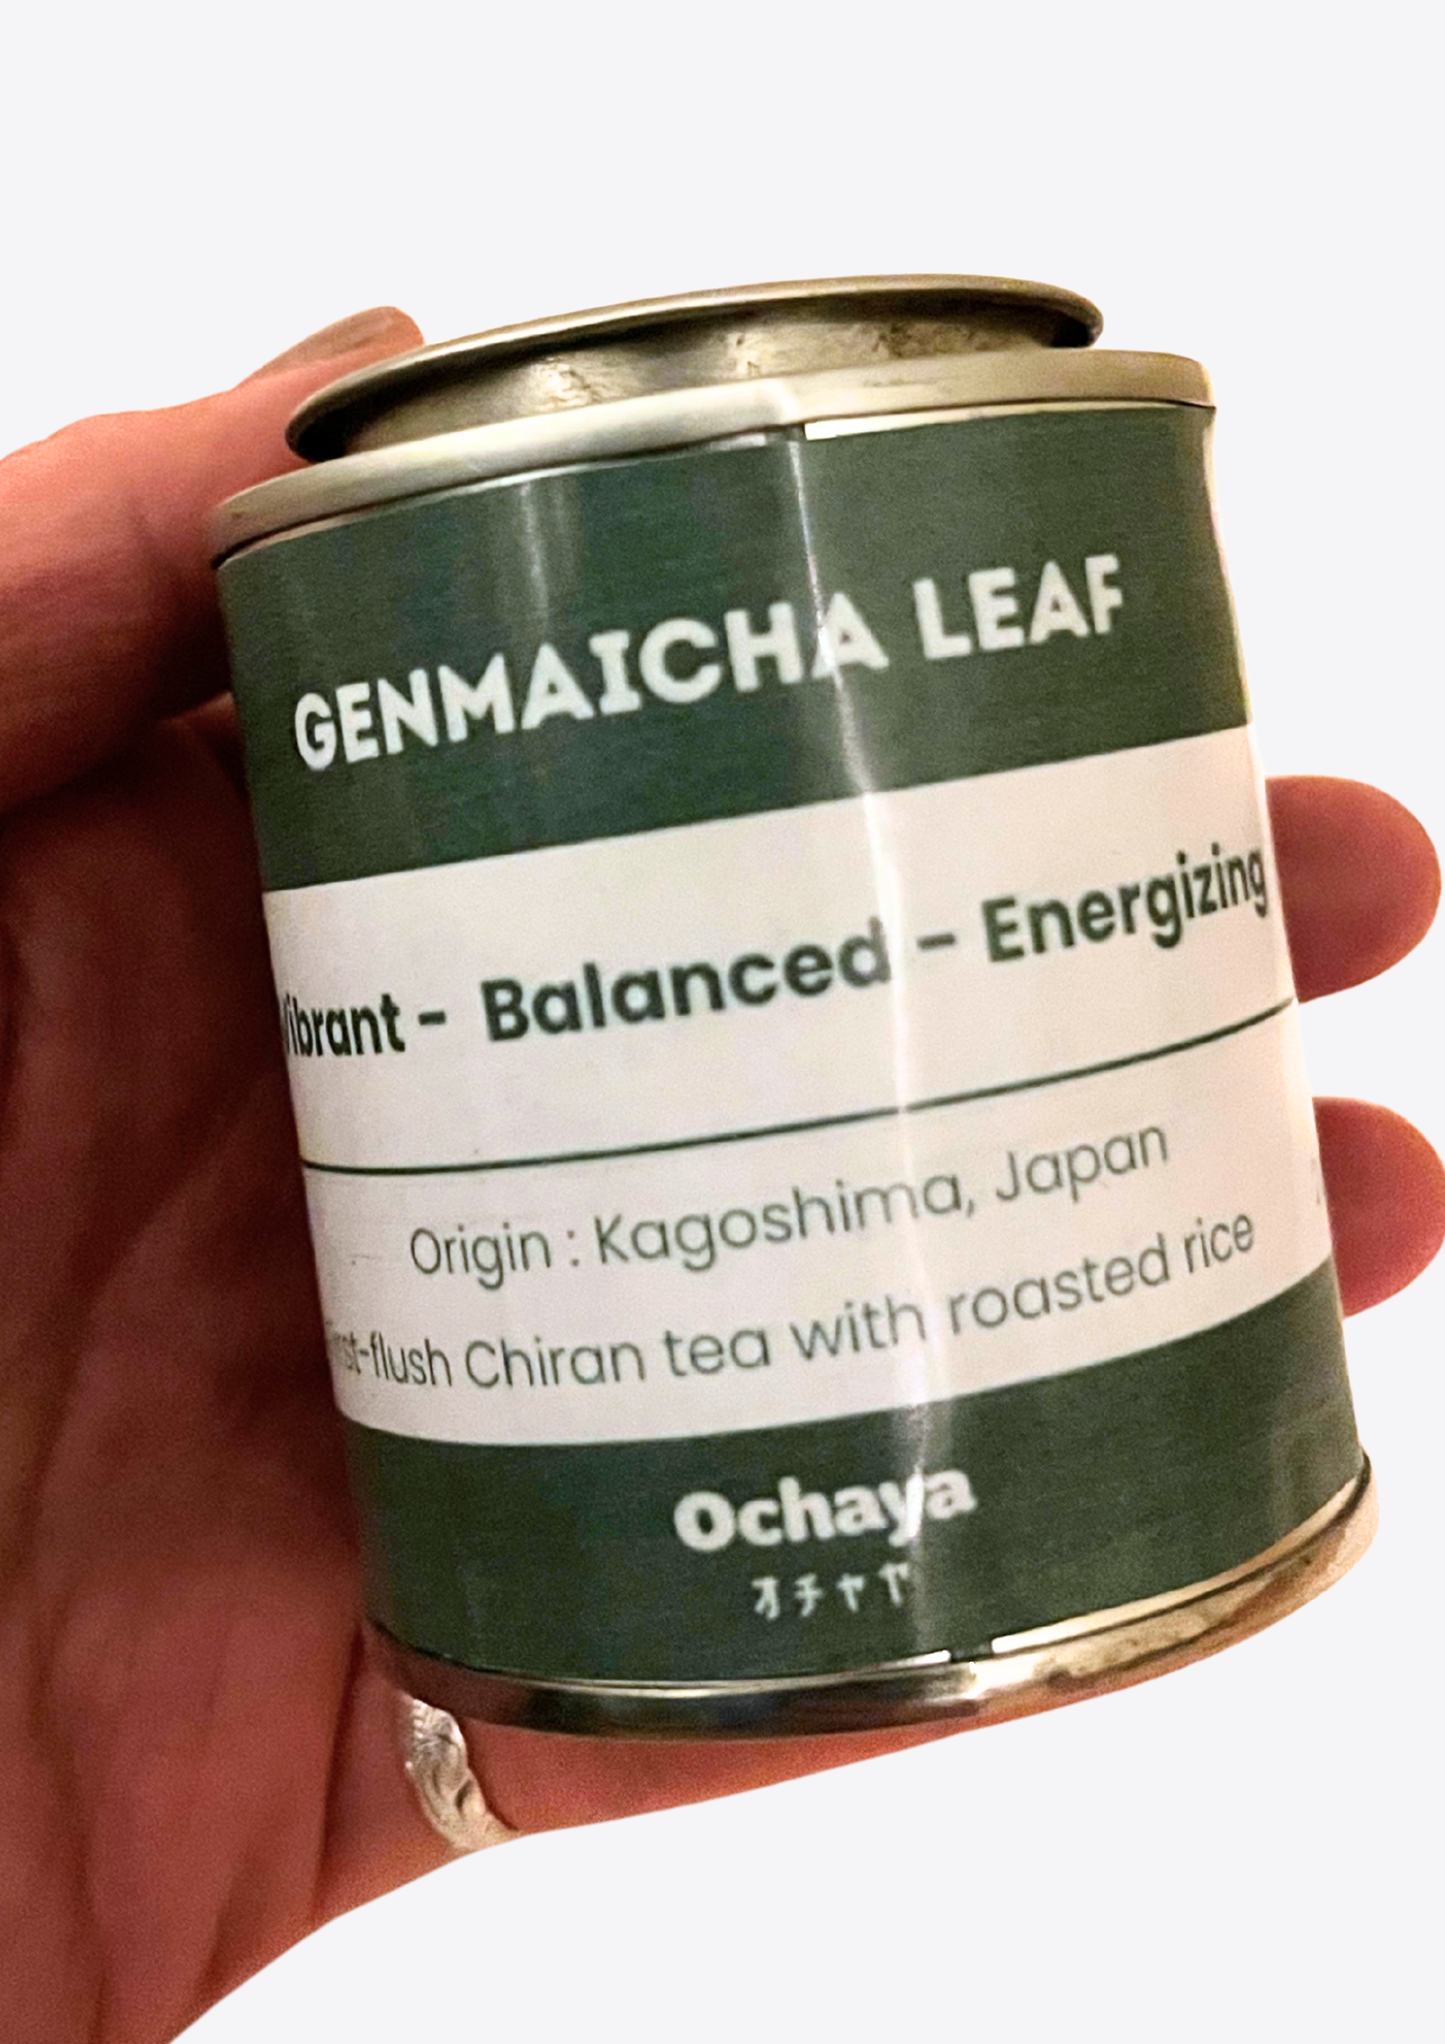 GENMAICHA LEAF
Vibrant - Balanced - Energizing
Origin : Kagoshima, Japan
First-flush Chiran tea with roasted rice
Ochaya
オチャヤ